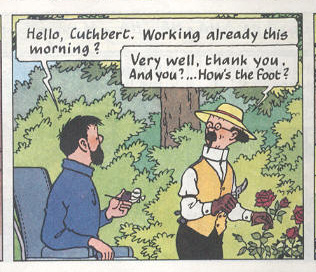 Hello, Cuthbert. Working already this
morning?
Very well, thank you.
And you?...How's the foot?